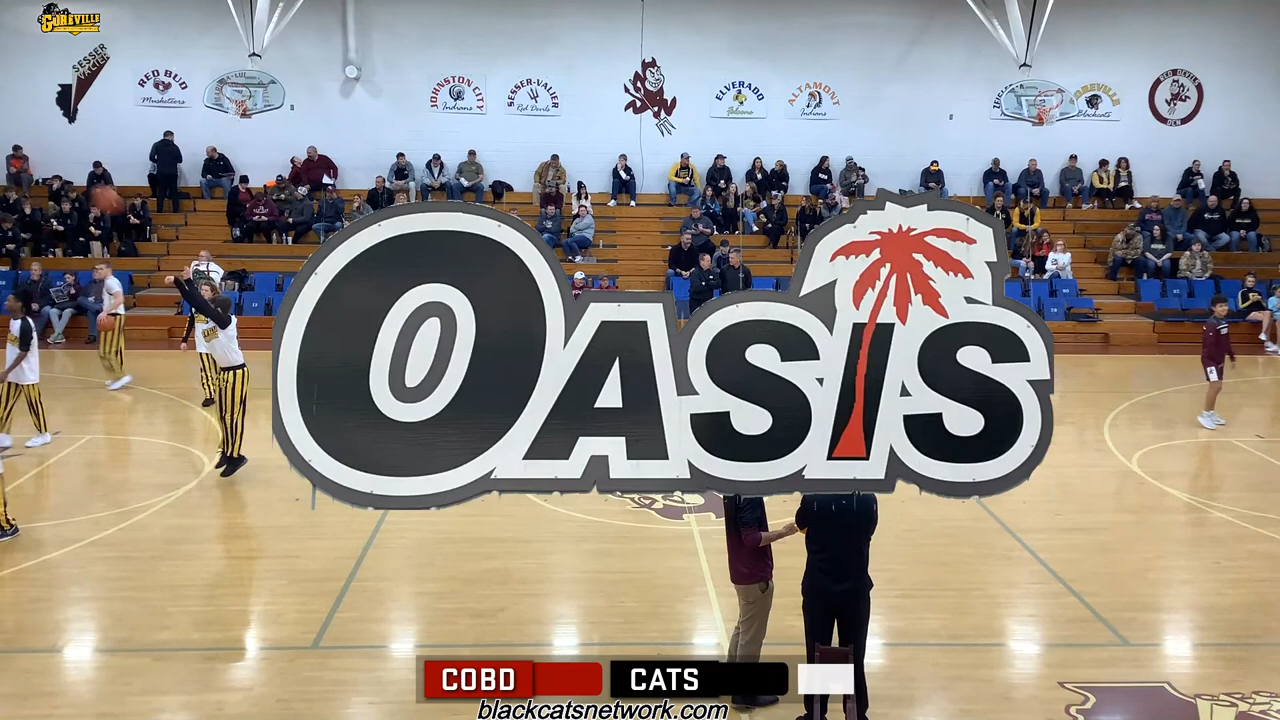 GOREVILLE
SESSER
VALIER
RED BUD
Musketeers
JOHNSTON CITY
Indians
SESSER-VALIER
Red Devils
ELVERADO
Falcons
ALTAMONT
Indians
GOREVILLE
Blackcats
RED DEVILS
OASIS
COBD
CATS
blackcatsnetwork.com